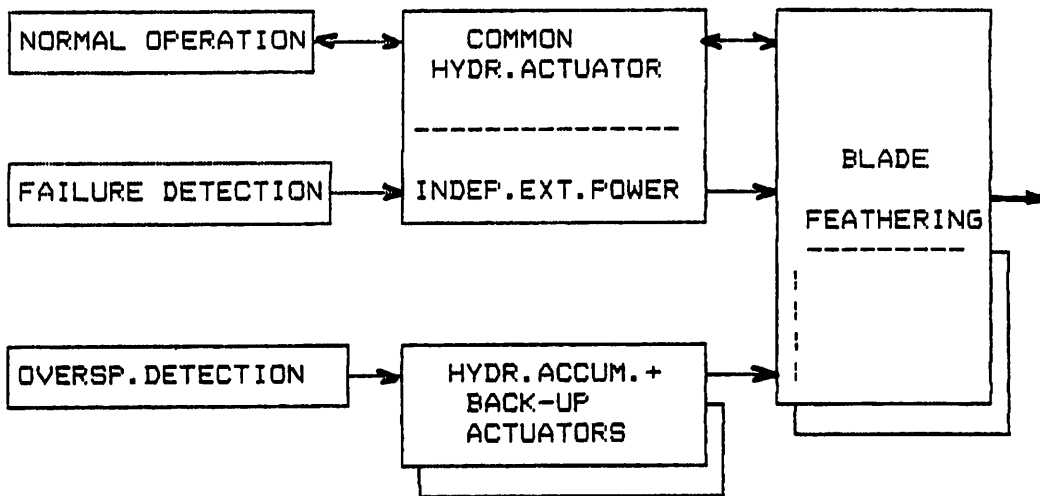 NORMAL OPERATION
COMMON
HYDR.ACTUATOR
FAILURE DETECTION
INDEP.EXT.POWER
BLADE
FEATHERING
OVERSP.DETECTION
HYDR.ACCUM.+
BACK-UP
ACTUATORS